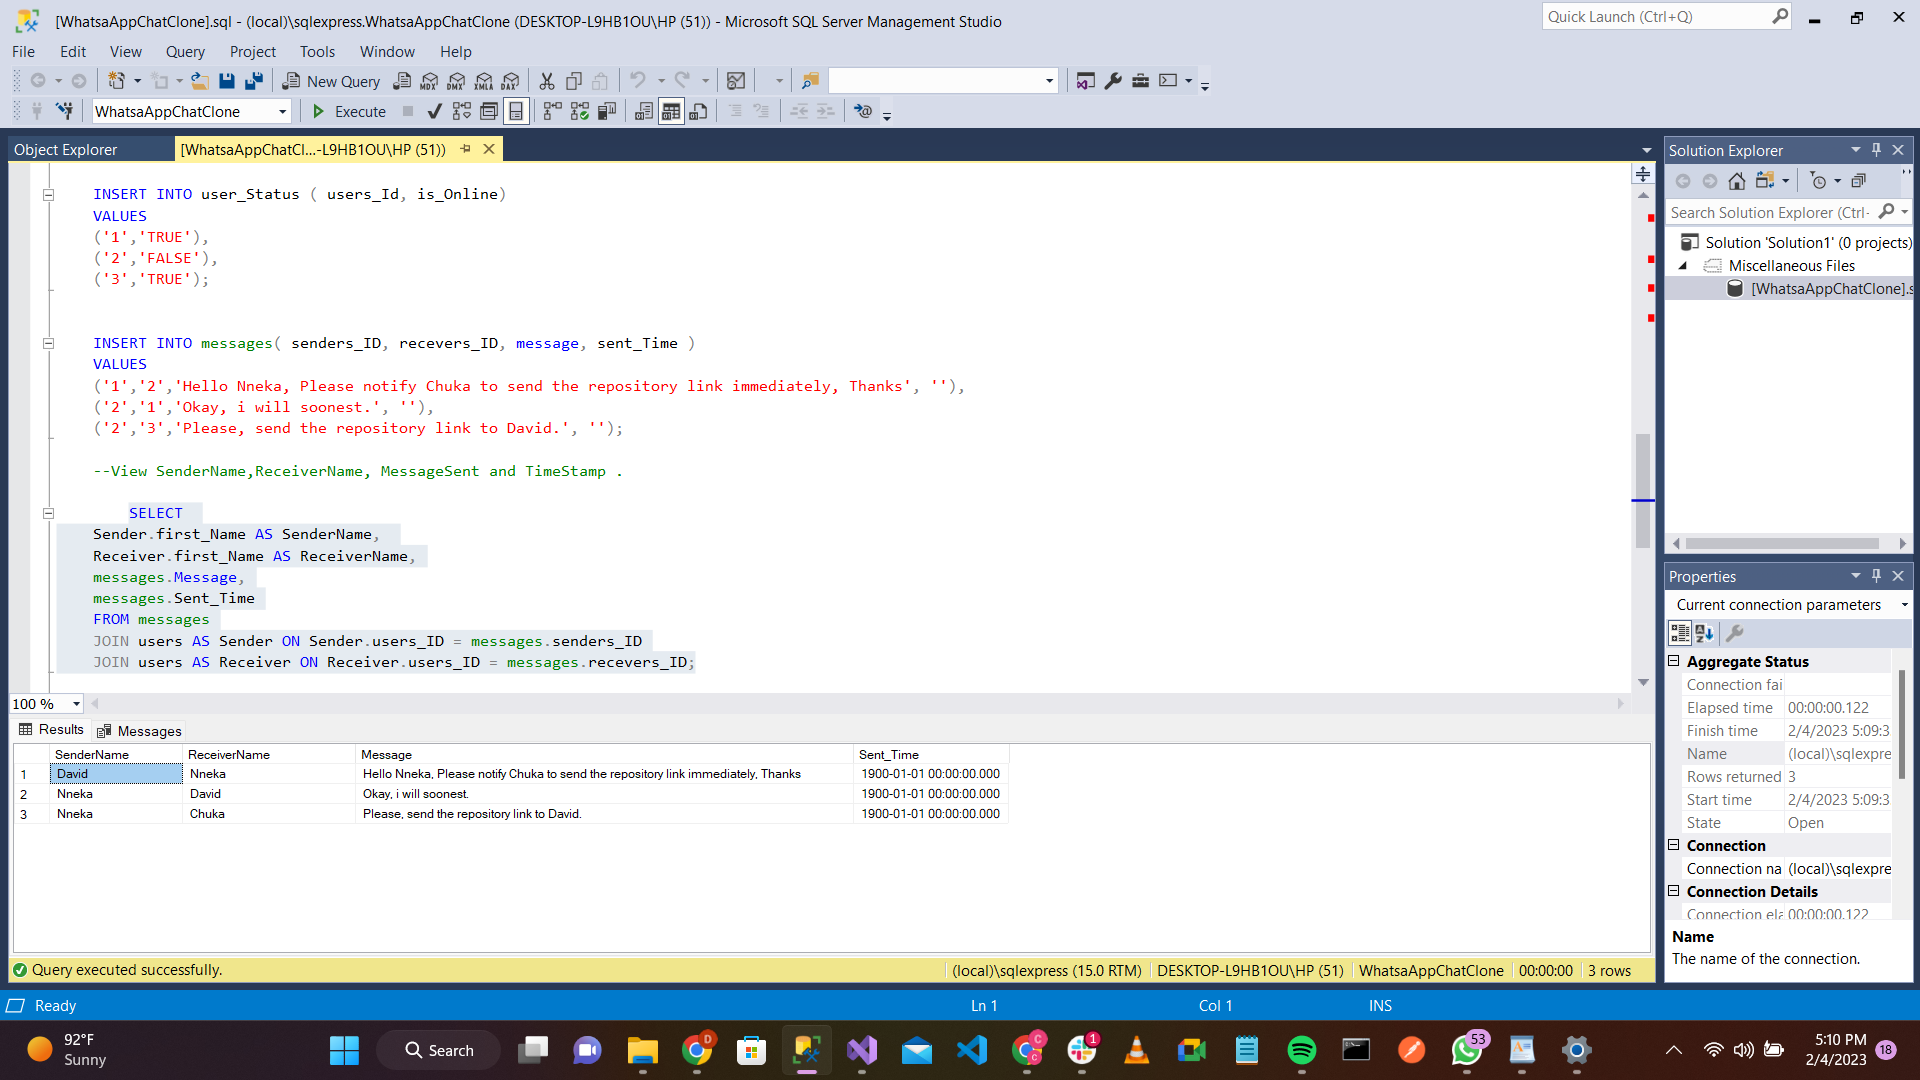 [WhatsaAppChatClone].sql - (local)\sqlexpress.WhatsaAppChatClone (DESKTOP-L9HB1OU\HP (51)) - Microsoft SQL Server Management Studio
Quick Launch (Ctrl+Q)
File Edit View Query Project Tools Window Help
New Query
MDX DMX XMLA DAX
WhatsaAppChatClone
Execute
Object Explorer
[WhatsaAppChatCl...-L9HB1OU\HP (51))
INSERT INTO user_Status ( users_Id, is_Online)
VALUES
('1','TRUE'),
('2','FALSE'),
('3','TRUE');
INSERT INTO messages( senders_ID, recevers_ID, message, sent_Time )
VALUES
('1','2','Hello Nneka, Please notify Chuka to send the repository link immediately, Thanks', ''),
('2','1','Okay, i will soonest.', ''),
('2','3','Please, send the repository link to David.', '');
--View SenderName,ReceiverName, MessageSent and TimeStamp .
SELECT
Sender.first_Name AS SenderName,
Receiver.first_Name AS ReceiverName,
messages.Message,
messages.Sent_Time
FROM messages
JOIN users AS Sender ON Sender.users_ID = messages.senders_ID
JOIN users AS Receiver ON Receiver.users_ID = messages.recevers_ID;
100 %
Results Messages
SenderName ReceiverName Message Sent_Time
1 David Nneka Hello Nneka, Please notify Chuka to send the repository link immediately, Thanks 1900-01-01 00:00:00.000
2 Nneka David Okay, i will soonest. 1900-01-01 00:00:00.000
3 Nneka Chuka Please, send the repository link to David. 1900-01-01 00:00:00.000
Query executed successfully.
(local)\sqlexpress (15.0 RTM) DESKTOP-L9HB1OU\HP (51) WhatsaAppChatClone 00:00:00 3 rows
Solution Explorer
Search Solution Explorer (Ctrl-
Solution 'Solution1' (0 projects)
Miscellaneous Files
[WhatsaAppChatClone].s
Properties
Current connection parameters
Aggregate Status
Connection fai
Elapsed time 00:00:00.122
Finish time 2/4/2023 5:09:3
Name (local)\sqlexpre
Rows returned 3
Start time 2/4/2023 5:09:3
State Open
Connection
Connection na (local)\sqlexpre
Connection Details
Connection ela 00:00:00.122
Name
The name of the connection.
Ready
Ln 1
Col 1
INS
92°F
Sunny
Search
D
C
C
1
53
5:10 PM
2/4/2023
18